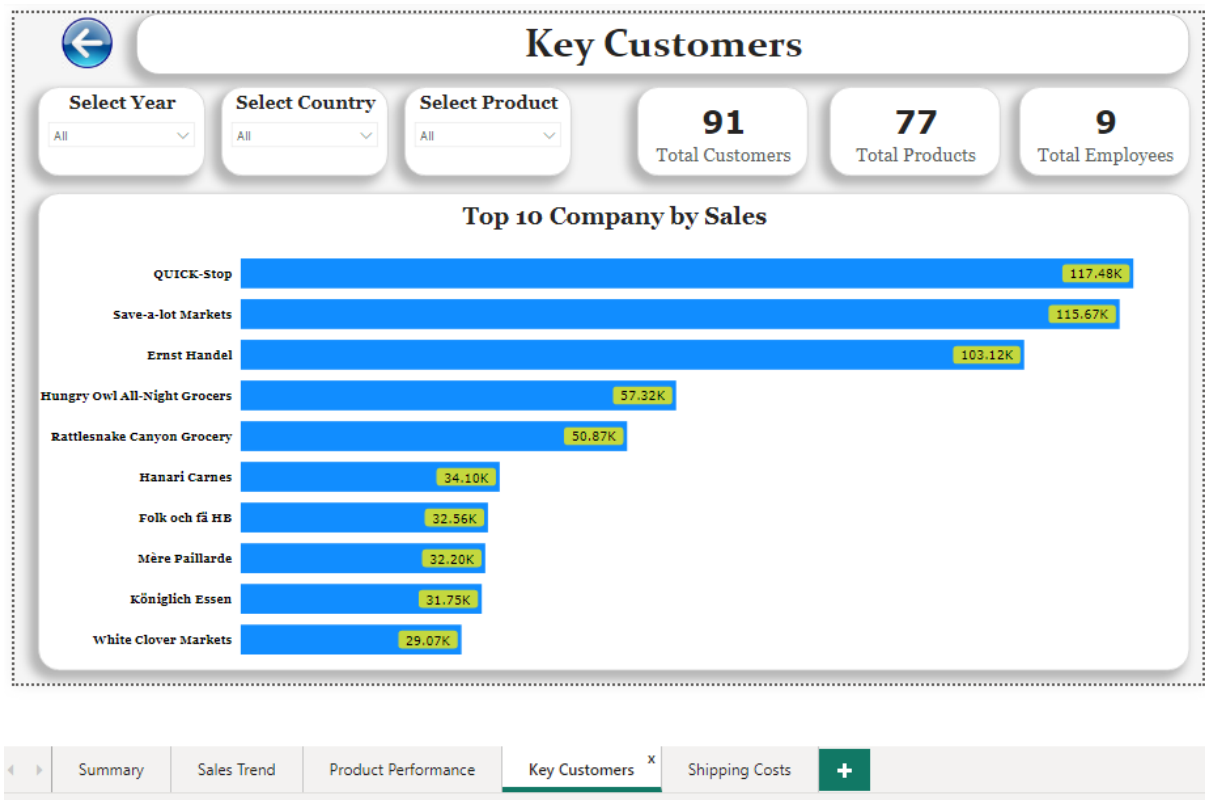 Key Customers
Select Year
Select Country
Select Product
All
All
All
91
Total Customers
77
Total Products
9
Total Employees
Top 10 Company by Sales
QUICK-Stop 117.48K
Save-a-lot Markets 115.67K
Ernst Handel 103.12K
Hungry Owl All-Night Grocers 57.32K
Rattlesnake Canyon Grocery 50.87K
Hanari Carnes 34.10K
Folk och fä HB 32.56K
Mère Paillarde 32.20K
Königlich Essen 31.75K
White Clover Markets 29.07K
Summary Sales Trend Product Performance Key Customers x Shipping Costs +